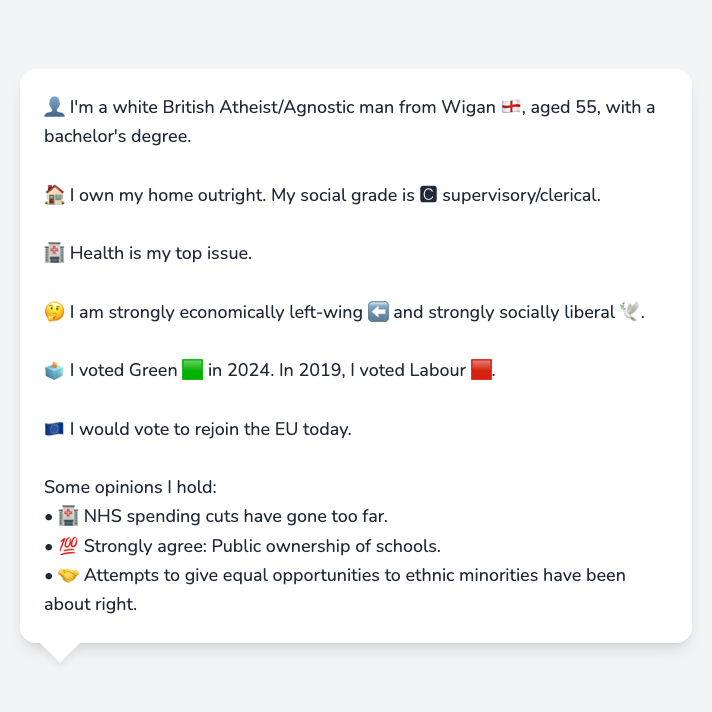 👤 I'm a white British Atheist/Agnostic man from Wigan 🏴󠁧󠁢󠁥󠁮󠁧󠁿, aged 55, with a
bachelor's degree.
🏠 I own my home outright. My social grade is 🅲 supervisory/clerical.
🏥 Health is my top issue.
🤔 I am strongly economically left-wing ⬅️ and strongly socially liberal 🕊️.
🗳️ I voted Green 🟩 in 2024. In 2019, I voted Labour 🟥.
🇪🇺 I would vote to rejoin the EU today.
Some opinions I hold:
• 🏥 NHS spending cuts have gone too far.
• 💯 Strongly agree: Public ownership of schools.
• 🤝 Attempts to give equal opportunities to ethnic minorities have been
about right.